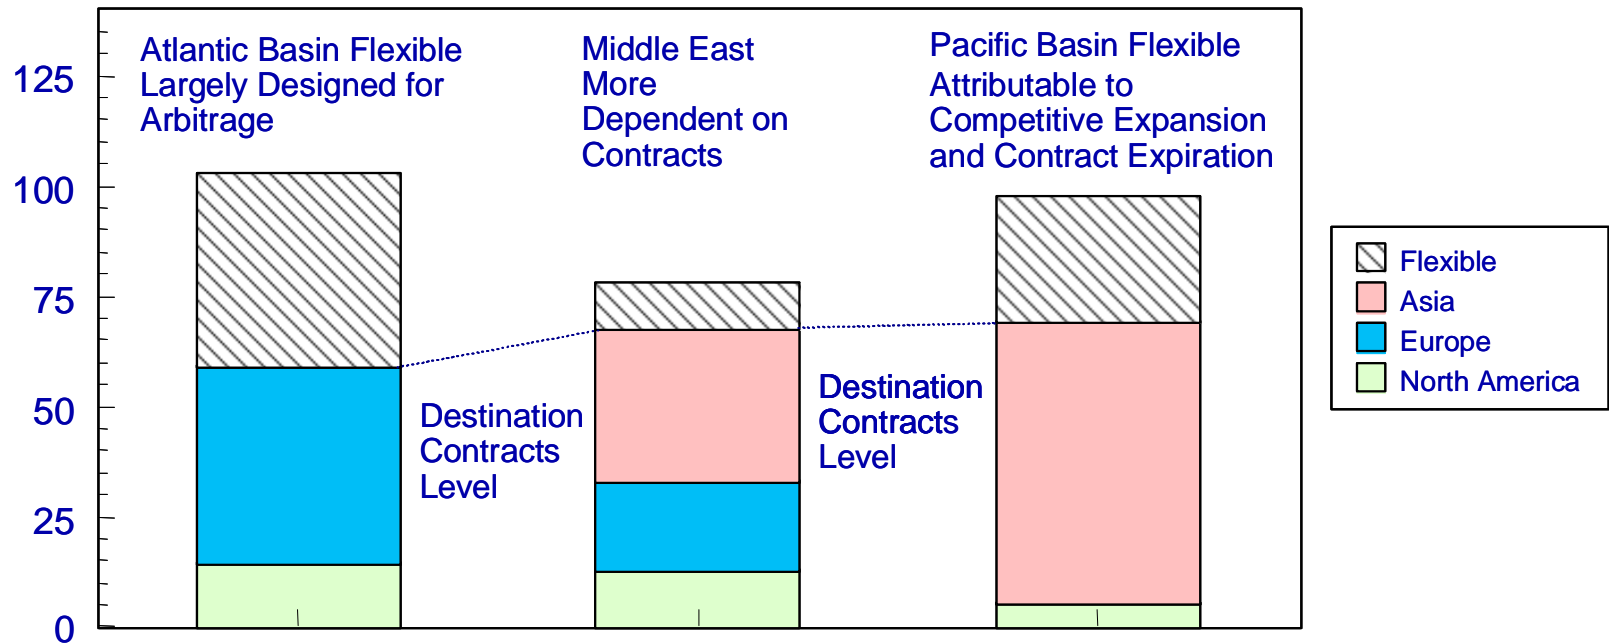 Atlantic Basin Flexible
Largely Designed for
Arbitrage
Middle East
More
Dependent on
Contracts
Pacific Basin Flexible
Attributable to
Competitive Expansion
and Contract Expiration
125
100
75
50
25
0
Destination
Contracts
Level
Destination
Contracts
Level
Flexible
Asia
Europe
North America